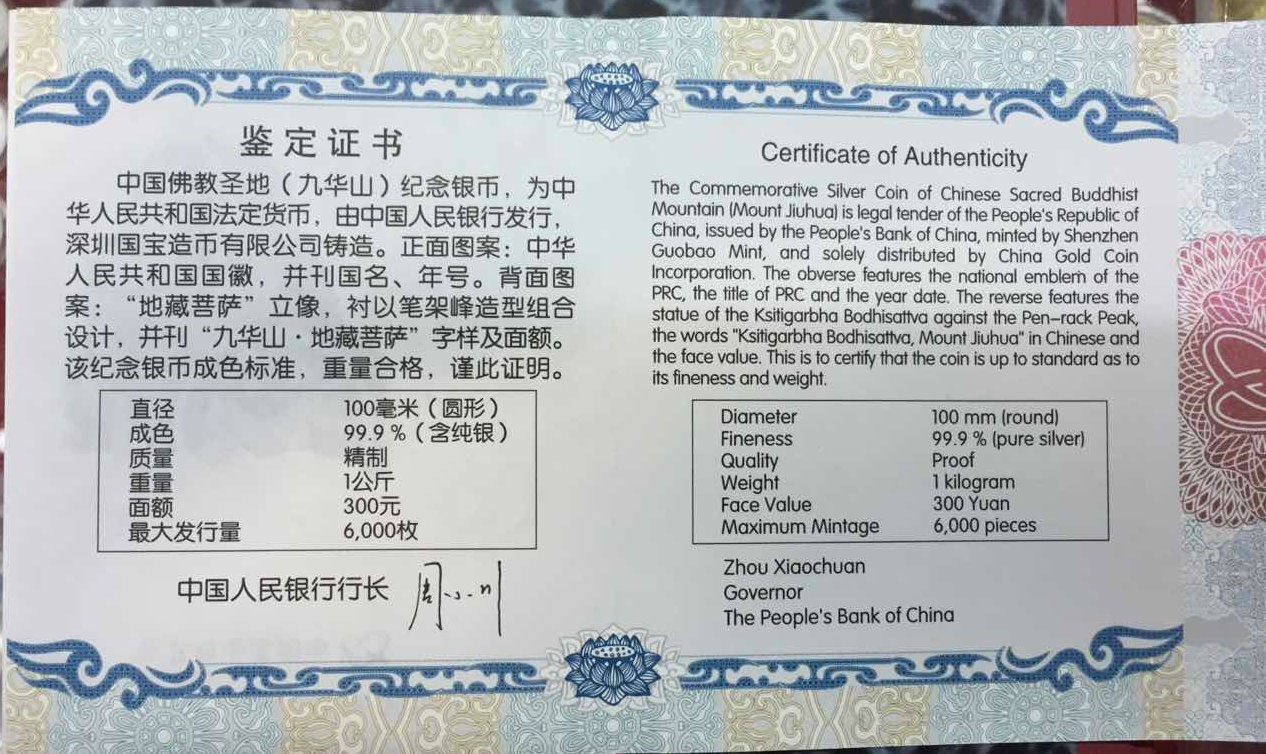 鉴定证书
中国佛教圣地（九华山）纪念银币，为中
华人民共和国法定货币，由中国人民银行发行，
深圳国宝造币有限公司铸造。正面图案：中华
人民共和国国徽，并刊国名、年号。背面图
案：“地藏菩萨”立像，衬以笔架峰造型组合
设计，并刊“九华山·地藏菩萨”字样及面额。
该纪念银币成色标准，重量合格，谨此证明。
直径 100毫米（圆形）
成色 99.9％（含纯银）
质量 精制
重量 1公斤
面额 300元
最大发行量 6,000枚
中国人民银行行长 周小川
Certificate of Authenticity
The Commemorative Silver Coin of Chinese Sacred Buddhist
Mountain (Mount Jiuhua) is legal tender of the People's Republic of
China, issued by the People's Bank of China, minted by Shenzhen
Guobao Mint, and solely distributed by China Gold Coin
Incorporation. The obverse features the national emblem of the
PRC, the title of PRC and the year date. The reverse features the
statue of the Ksitigarbha Bodhisattva against the Pen-rack Peak,
the words "Ksitigarbha Bodhisattva, Mount Jiuhua" in Chinese and
the face value. This is to certify that the coin is up to standard as to
its fineness and weight.
Diameter 100 mm (round)
Fineness 99.9 % (pure silver)
Quality Proof
Weight 1 kilogram
Face Value 300 Yuan
Maximum Mintage 6,000 pieces
Zhou Xiaochuan
Governor
The People's Bank of China